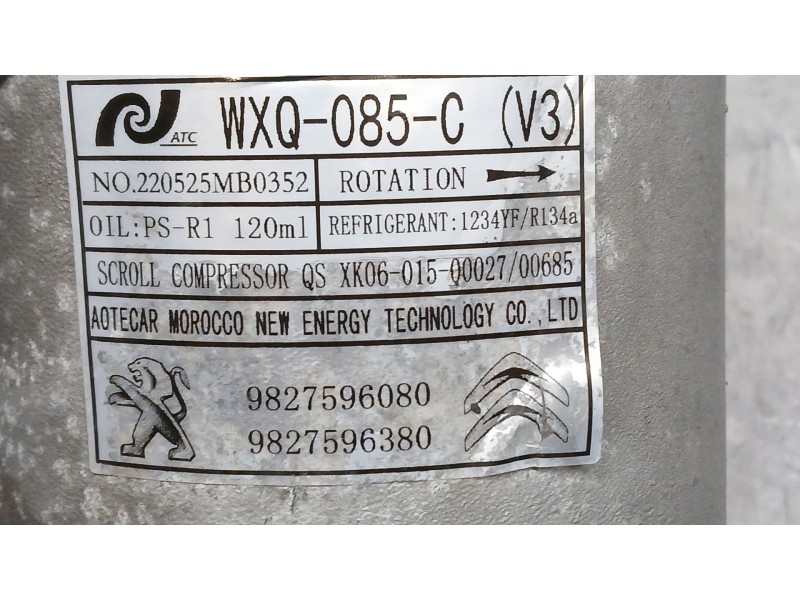 ATC WXQ-085-C (V3)
NO.220525MB0352 ROTATION
OIL:PS-R1 120ml REFRIGERANT:1234YF/R134a
SCROLL COMPRESSOR QS XK06-015-00027/00685
AOTECAR MOROCCO NEW ENERGY TECHNOLOGY CO.,LTD
9827596080
9827596380